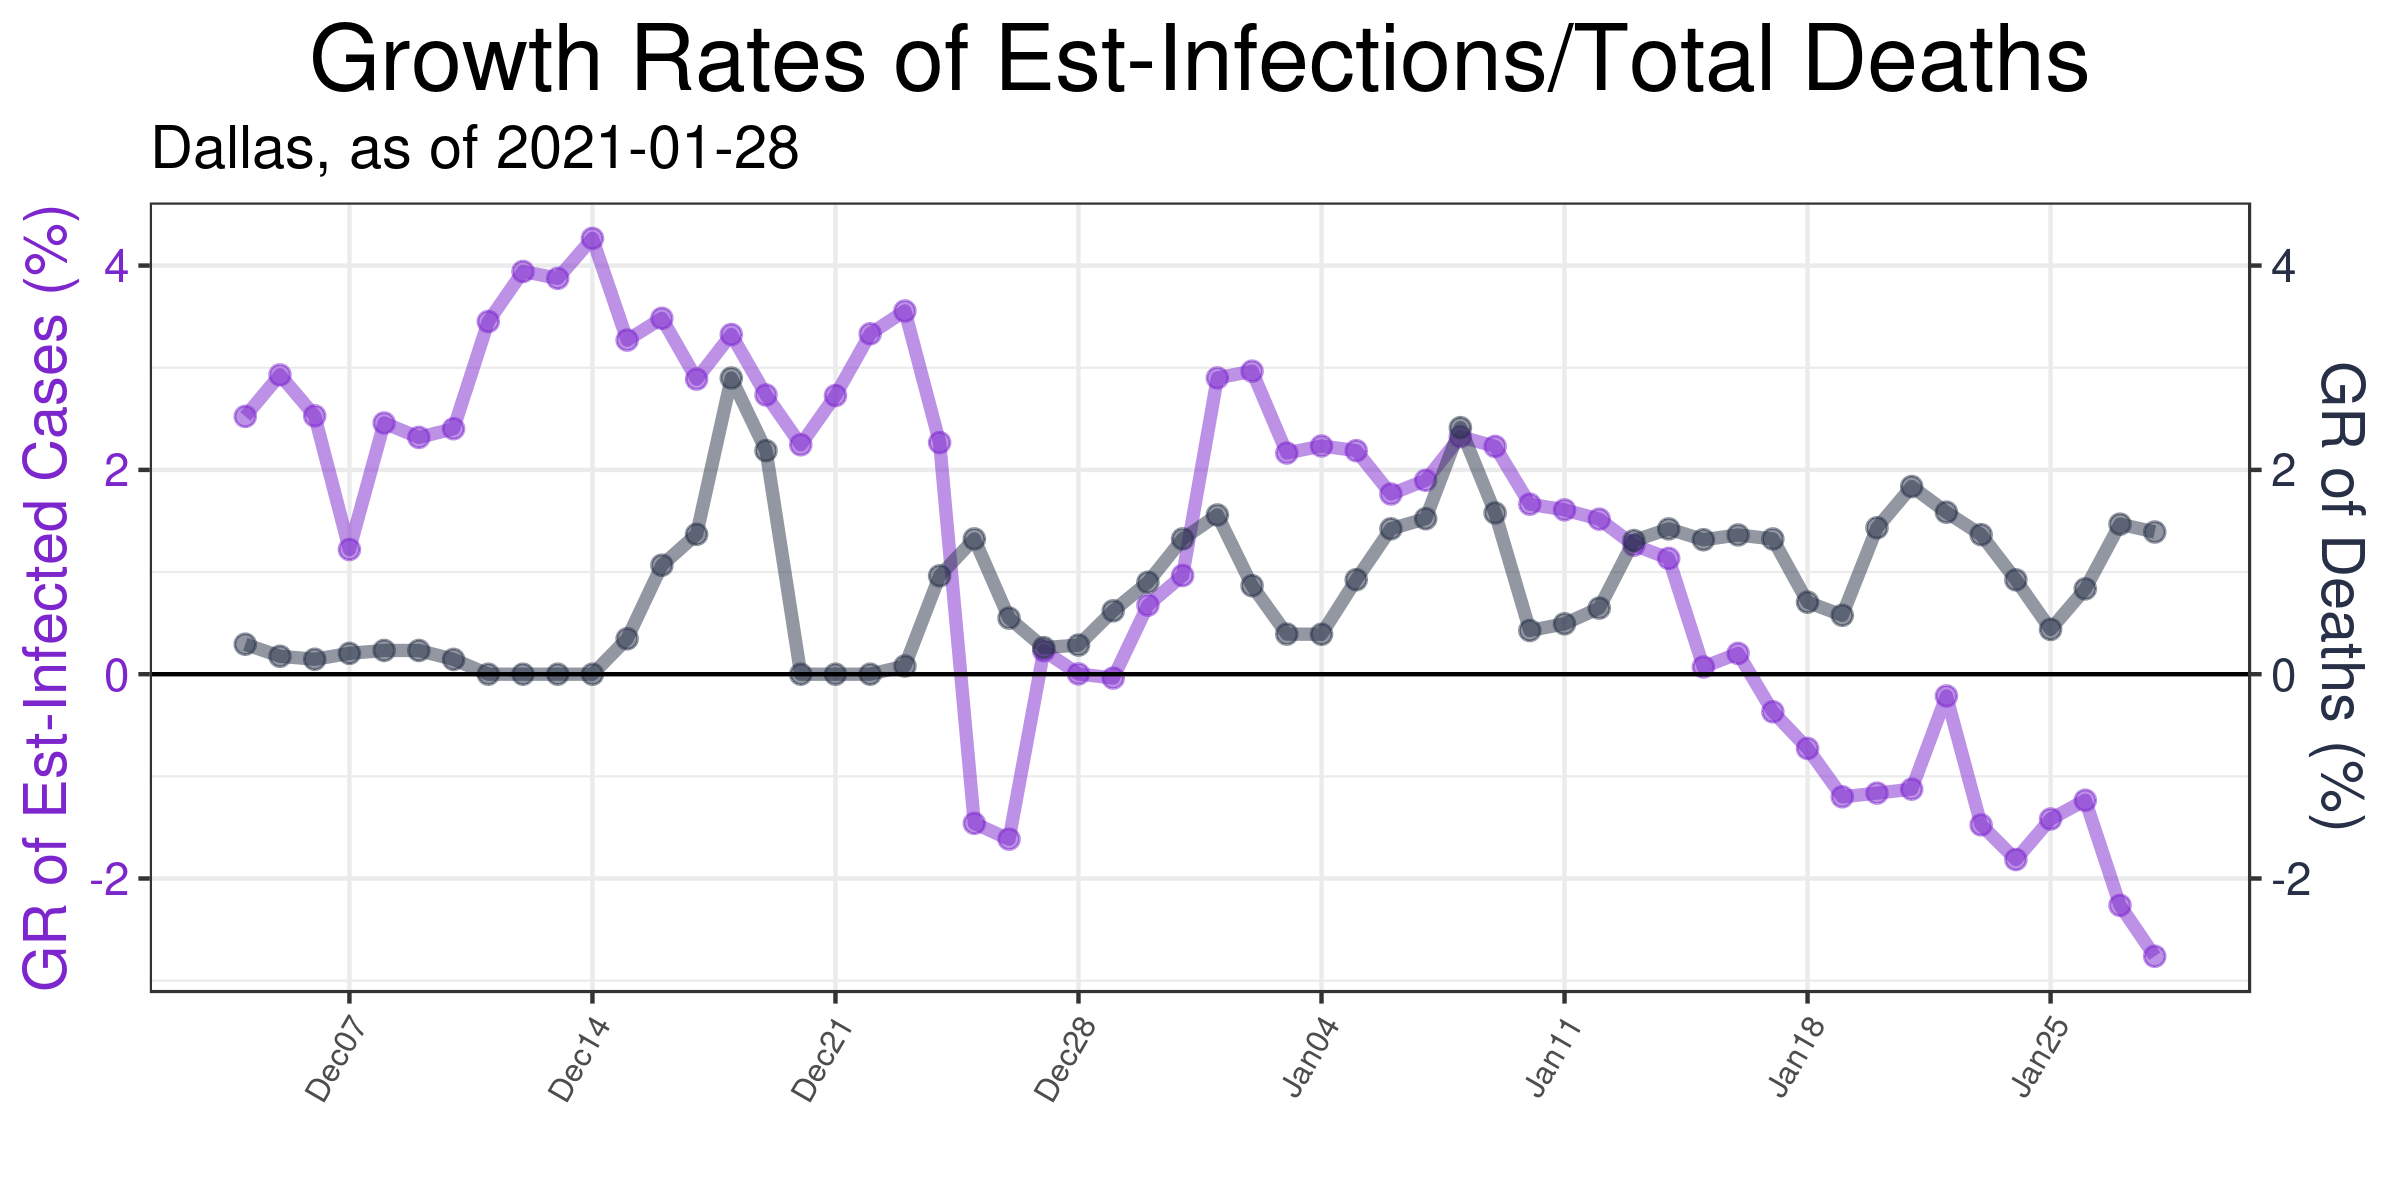 Growth Rates of Est-Infections/Total Deaths
Dallas, as of 2021-01-28
GR of Est-Infected Cases (%)
4
2
0
-2
4
2
0
-2
GR of Deaths (%)
Dec07
Dec14
Dec21
Dec28
Jan04
Jan11
Jan18
Jan25